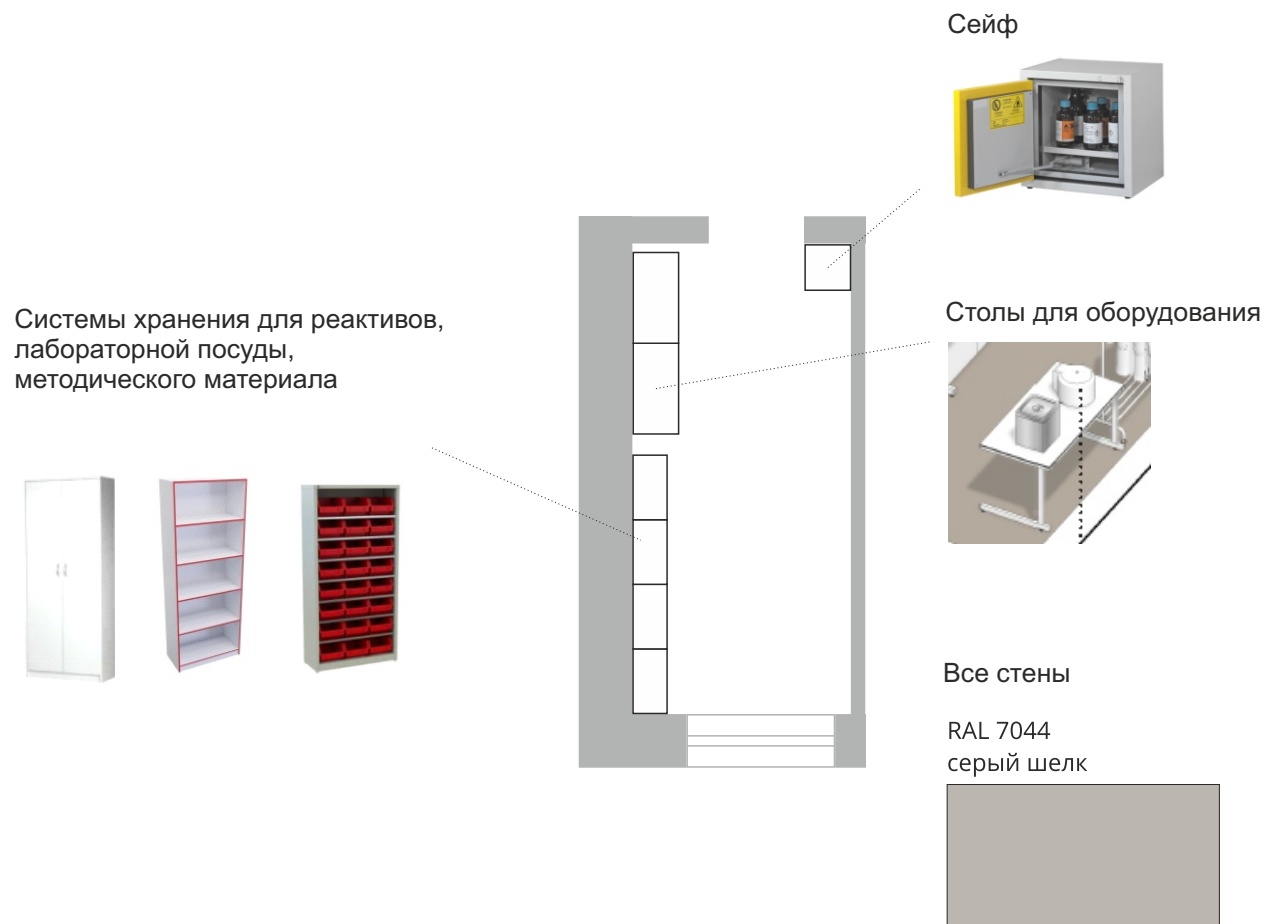 Сейф
Системы хранения для реактивов,
лабораторной посуды,
методического материала
Столы для оборудования
Все стены
RAL 7044
серый шелк